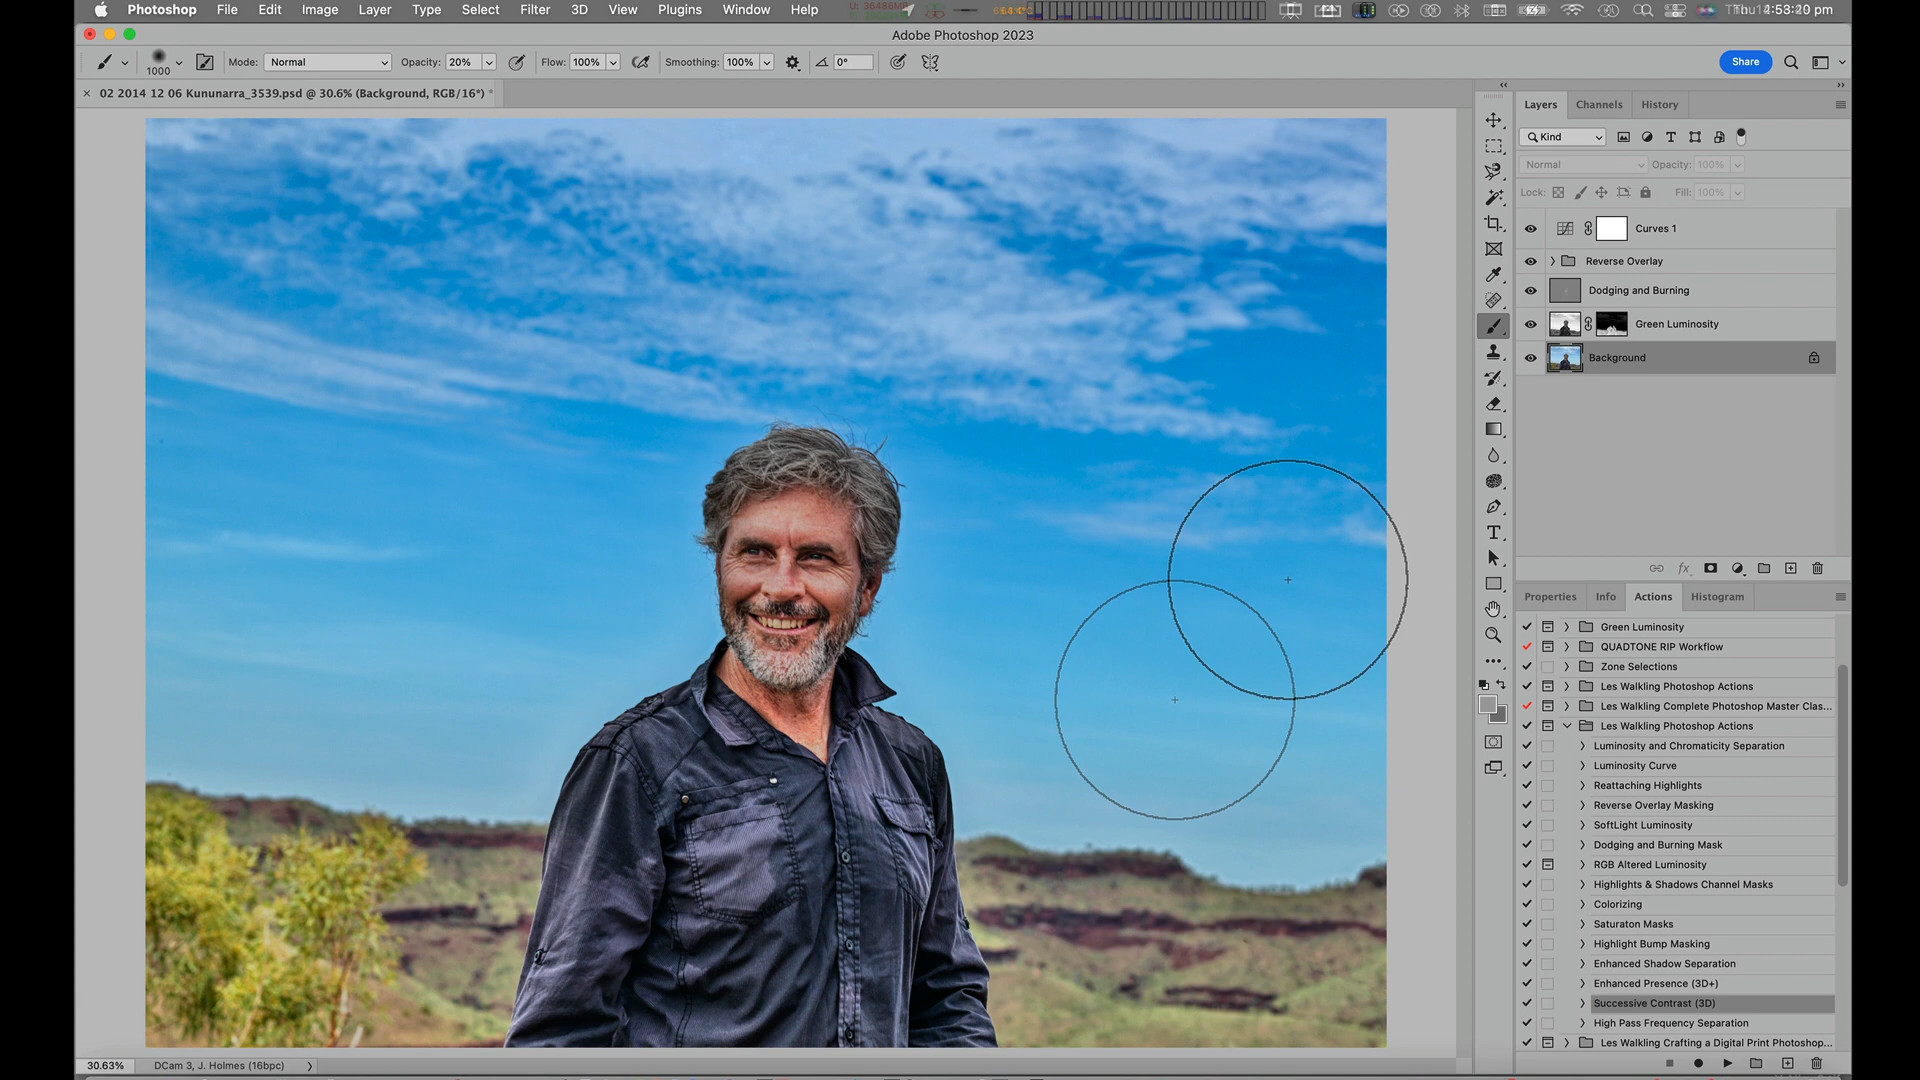 Photoshop File Edit Image Layer Type Select Filter 3D View Plugins Window Help
Adobe Photoshop 2023
1000 Mode: Normal Opacity: 20% Flow: 100% Smoothing: 100% 0° Share
× 02 2014 12 06 Kununarra_3539.psd @ 30.6% (Background, RGB/16*) *
Layers Channels History
Kind
Normal Opacity: 100%
Lock: Fill: 100%
Curves 1
Reverse Overlay
Dodging and Burning
Green Luminosity
Background
fx
Properties Info Actions Histogram
Green Luminosity
QUADTONE RIP Workflow
Zone Selections
Les Walkling Photoshop Actions
Les Walkling Complete Photoshop Master Clas...
Les Walkling Photoshop Actions
Luminosity and Chromaticity Separation
Luminosity Curve
Reattaching Highlights
Reverse Overlay Masking
SoftLight Luminosity
Dodging and Burning Mask
RGB Altered Luminosity
Highlights & Shadows Channel Masks
Colorizing
Saturaton Masks
Highlight Bump Masking
Enhanced Shadow Separation
Enhanced Presence (3D+)
Successive Contrast (3D)
High Pass Frequency Separation
Les Walkling Crafting a Digital Print Photoshop...
30.63% DCam 3, J. Holmes (16bpc)